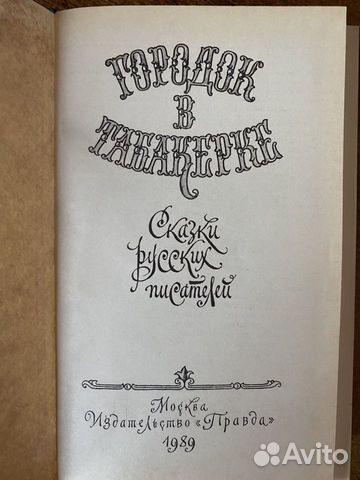 ГОРОДОК
В
ТАБАКЕРКЕ
Сказки
русских
писателей
Москва
Издательство «Правда»
1989
Avito